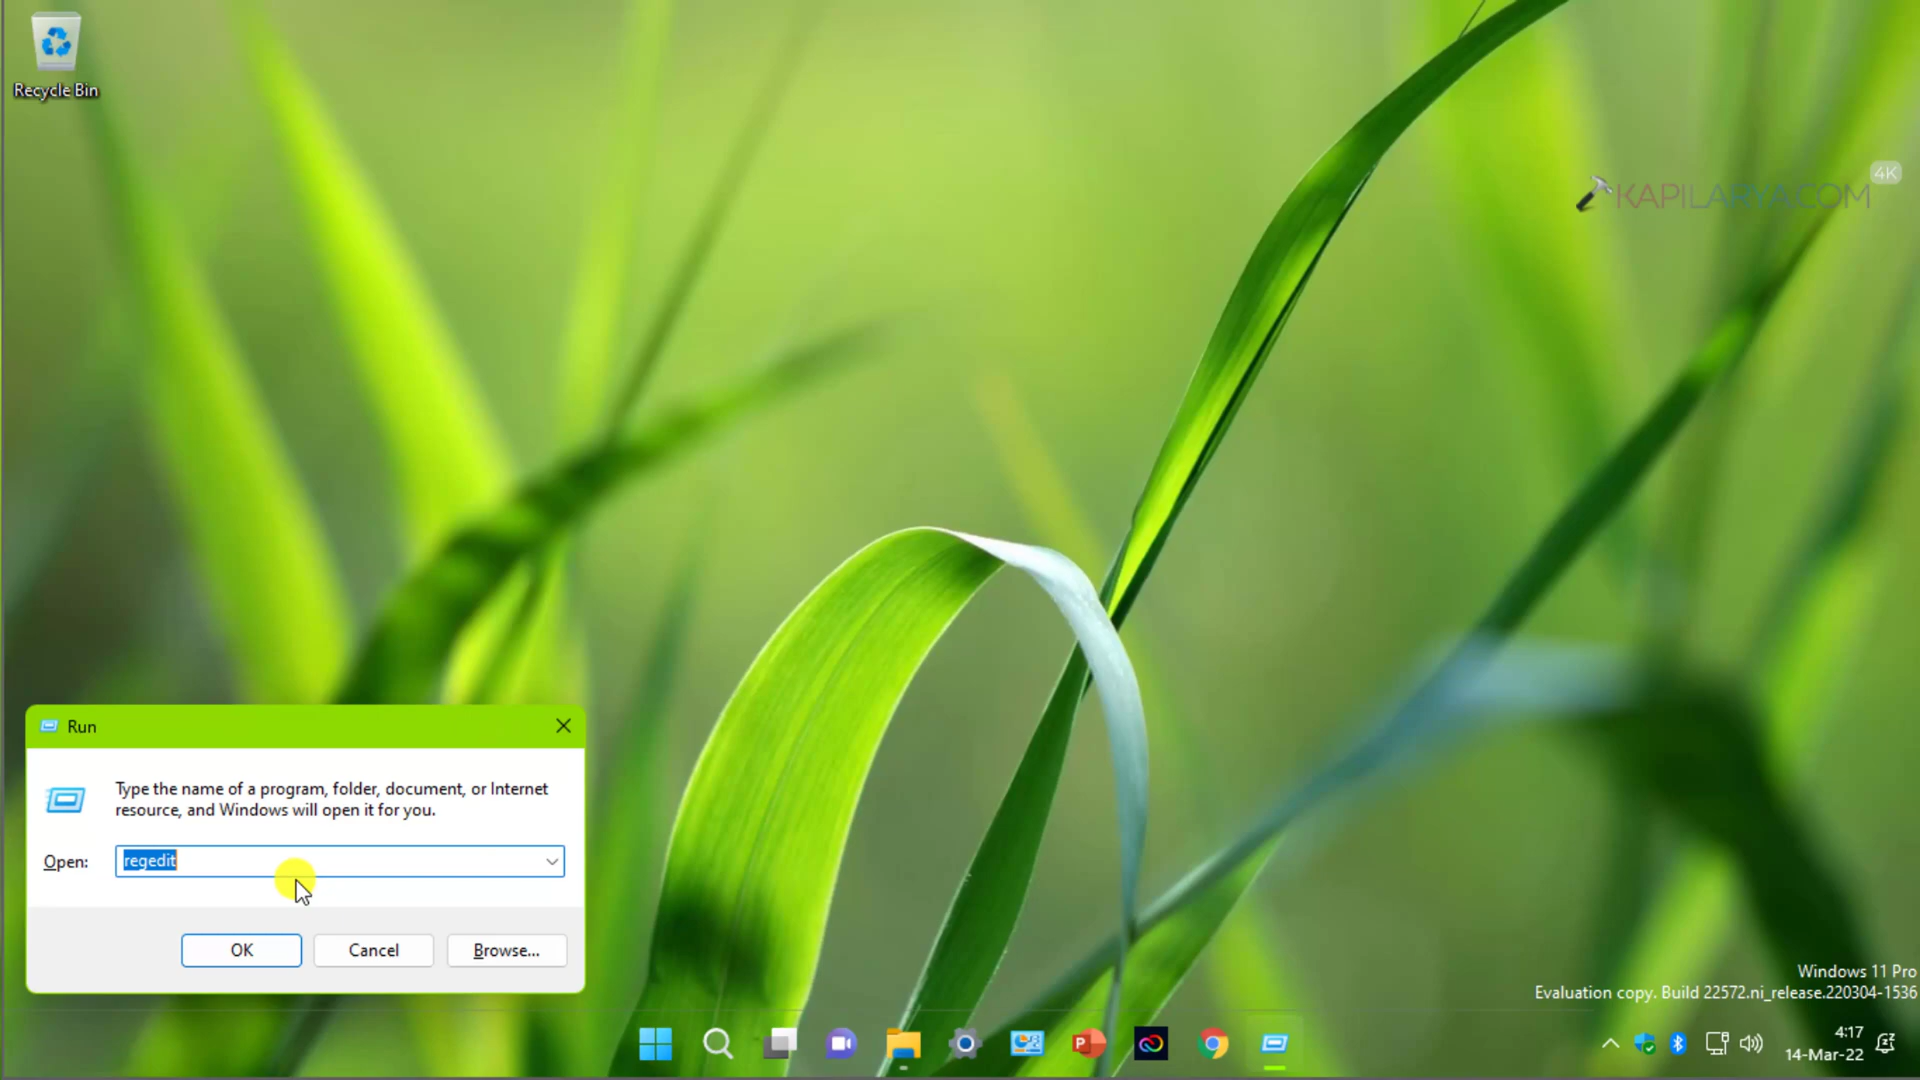 Recycle Bin
4K
KAPILARYA.COM
Run
Type the name of a program, folder, document, or Internet
resource, and Windows will open it for you.
Open:
regedit
OK
Cancel
Browse...
Windows 11 Pro
Evaluation copy. Build 22572.ni_release.220304-1536
P
4:17
14-Mar-22